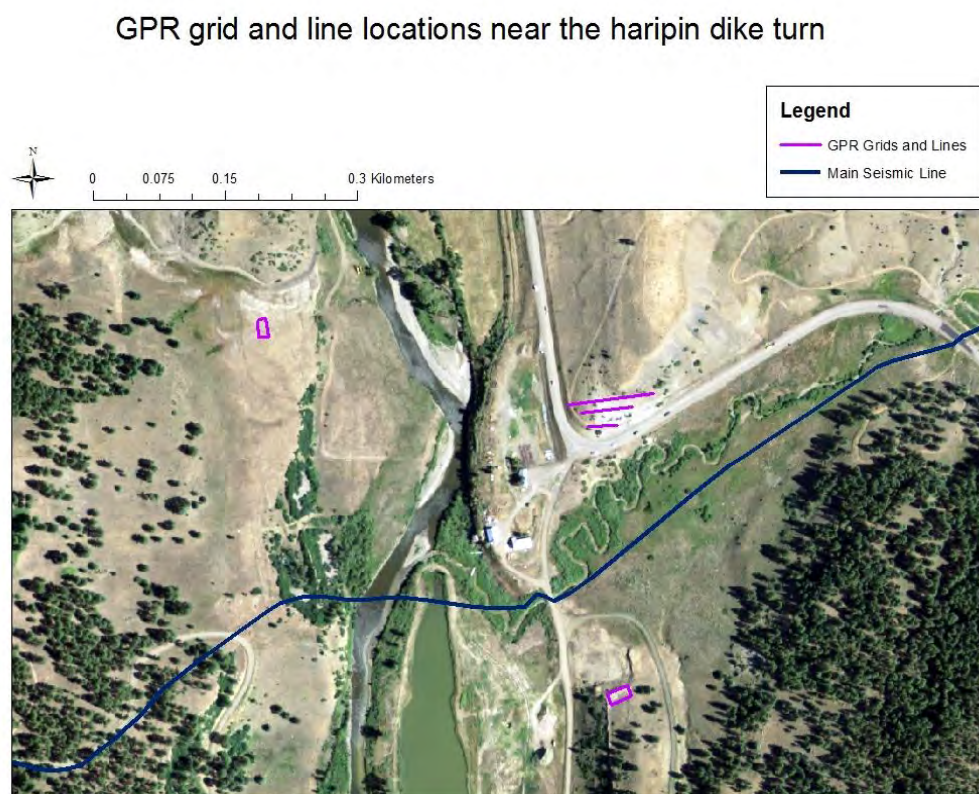 GPR grid and line locations near the haripin dike turn
Legend
GPR Grids and Lines
Main Seismic Line
N
0 0.075 0.15 0.3 Kilometers